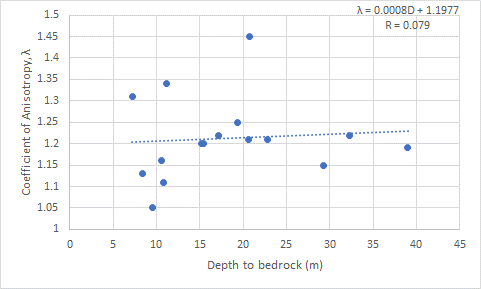 λ = 0.0008D + 1.1977
R = 0.079
1.5
1.45
1.4
1.35
1.3
1.25
1.2
1.15
1.1
1.05
1
Coefficient of Anisotropy, λ
0 5 10 15 20 25 30 35 40 45
Depth to bedrock (m)